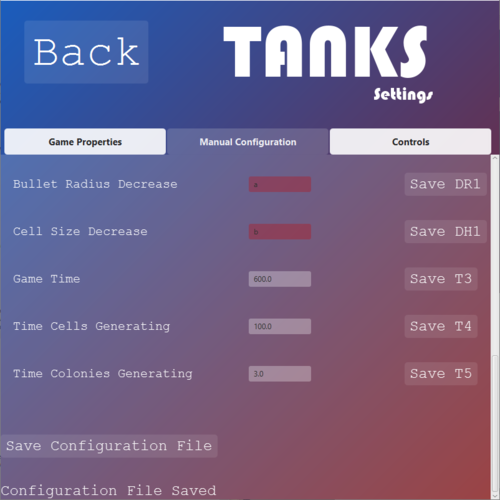 Back
TANKS
Settings
Game Properties Manual Configuration Controls
Bullet Radius Decrease a Save DR1
Cell Size Decrease b Save DH1
Game Time 600.0 Save T3
Time Cells Generating 100.0 Save T4
Time Colonies Generating 3.0 Save T5
Save Configuration File
Configuration File Saved